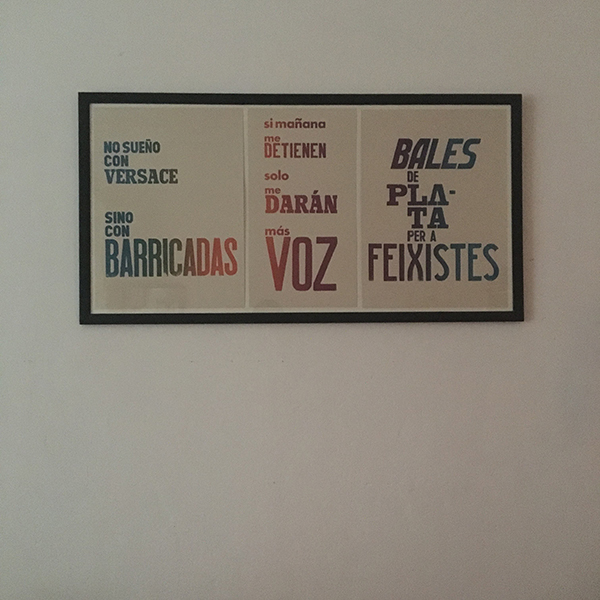 NO SUEÑO
CON
VERSACE
SINO
CON
BARRICADAS
si mañana
me
DETIENEN
solo
me
DARÁN
más
VOZ
BALES
DE
PLA-
TA
PER A
FEIXISTES